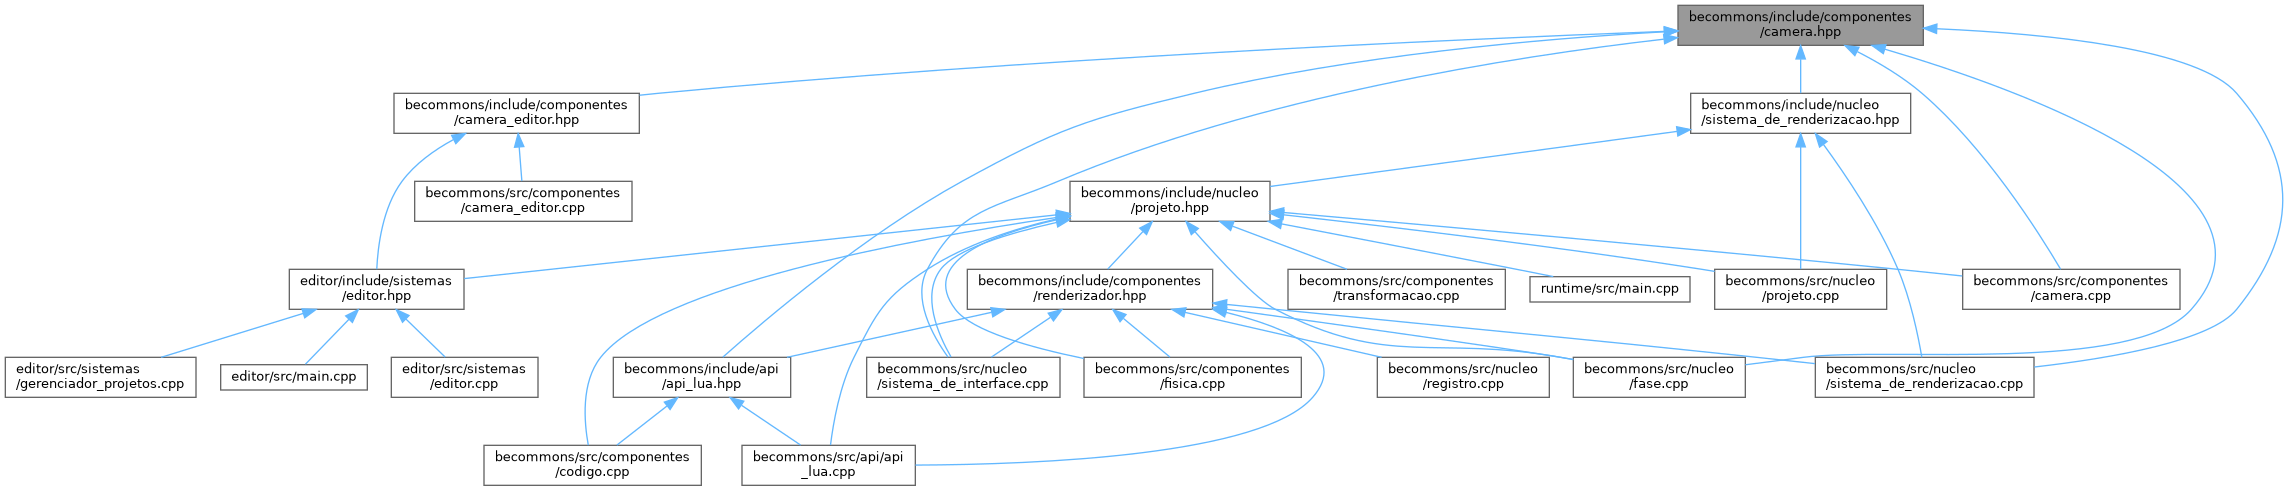 becommons/include/componentes
/camera.hpp
becommons/include/componentes
/camera_editor.hpp
becommons/include/nucleo
/sistema_de_renderizacao.hpp
becommons/src/componentes
/camera_editor.cpp
becommons/include/nucleo
/projeto.hpp
editor/include/sistemas
/editor.hpp
becommons/include/componentes
/renderizador.hpp
becommons/src/componentes
/transformacao.cpp
runtime/src/main.cpp
becommons/src/nucleo
/projeto.cpp
becommons/src/componentes
/camera.cpp
editor/src/sistemas
/gerenciador_projetos.cpp
editor/src/main.cpp
editor/src/sistemas
/editor.cpp
becommons/include/api
/api_lua.hpp
becommons/src/nucleo
/sistema_de_interface.cpp
becommons/src/componentes
/fisica.cpp
becommons/src/nucleo
/registro.cpp
becommons/src/nucleo
/fase.cpp
becommons/src/nucleo
/sistema_de_renderizacao.cpp
becommons/src/componentes
/codigo.cpp
becommons/src/api/api
_lua.cpp